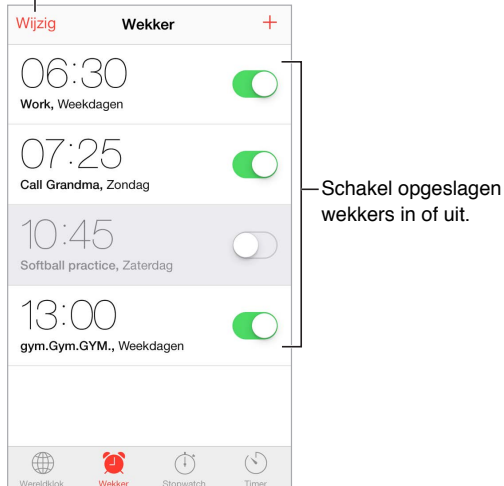 Wijzig Wekker +
06:30
Work, Weekdagen
07:25
Call Grandma, Zondag
10:45
Softball practice, Zaterdag
13:00
gym.Gym.GYM., Weekdagen
Schakel opgeslagen
wekkers in of uit.
Wereldklok Wekker Stopwatch Timer